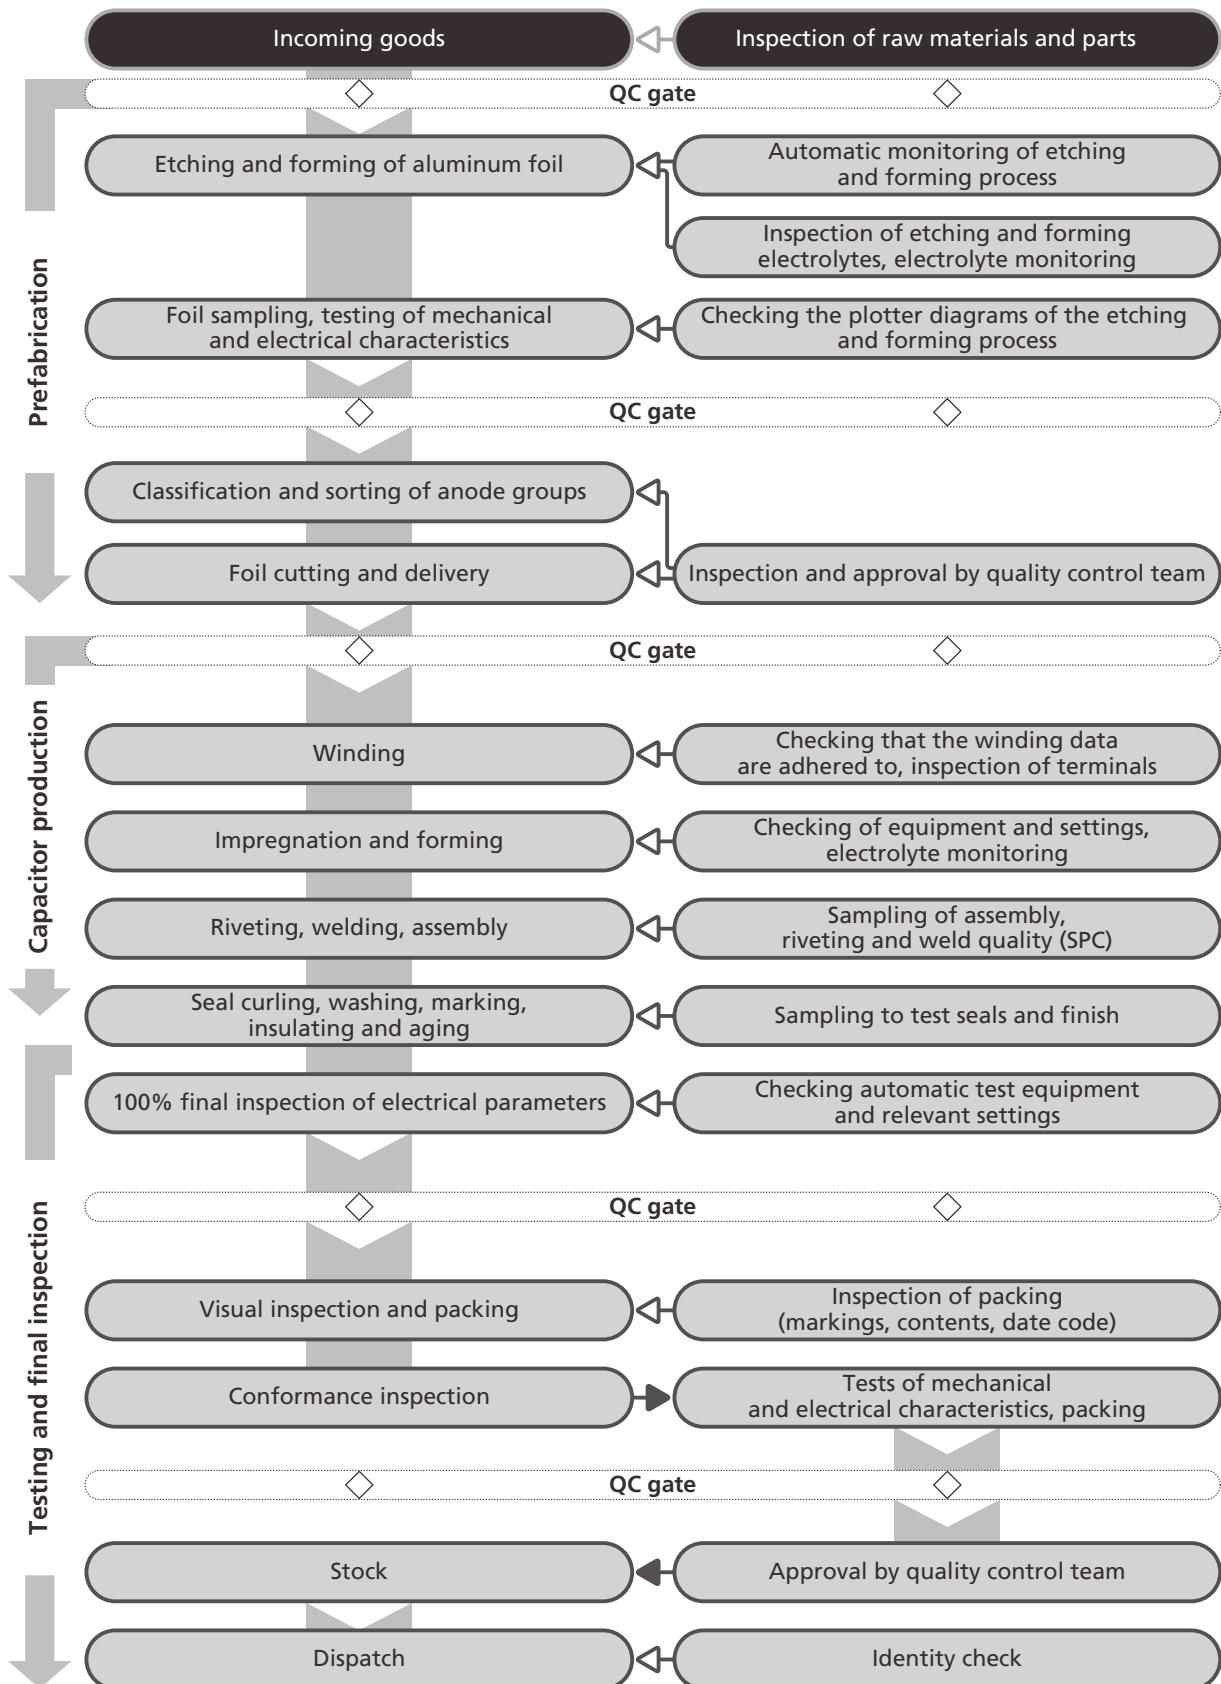 Incoming goods
Inspection of raw materials and parts
QC gate
Prefabrication
Etching and forming of aluminum foil
Automatic monitoring of etching
and forming process
Inspection of etching and forming
electrolytes, electrolyte monitoring
Foil sampling, testing of mechanical
and electrical characteristics
Checking the plotter diagrams of the etching
and forming process
QC gate
Classification and sorting of anode groups
Foil cutting and delivery
Inspection and approval by quality control team
QC gate
Capacitor production
Winding
Checking that the winding data
are adhered to, inspection of terminals
Impregnation and forming
Checking of equipment and settings,
electrolyte monitoring
Riveting, welding, assembly
Sampling of assembly,
riveting and weld quality (SPC)
Seal curling, washing, marking,
insulating and aging
Sampling to test seals and finish
Testing and final inspection
100% final inspection of electrical parameters
Checking automatic test equipment
and relevant settings
QC gate
Visual inspection and packing
Inspection of packing
(markings, contents, date code)
Conformance inspection
Tests of mechanical
and electrical characteristics, packing
QC gate
Stock
Approval by quality control team
Dispatch
Identity check